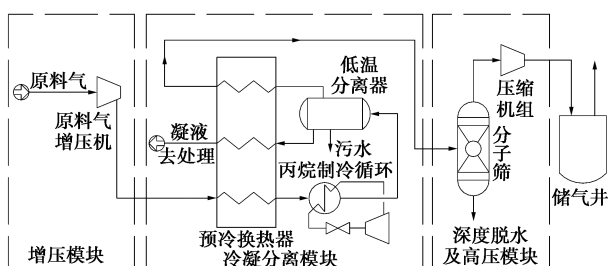 原料气
原料气
增压机
增压模块
凝液
去处理
低温
分离器
污水
丙烷制冷循环
预冷换热器
冷凝分离模块
压缩
机组
分子筛
深度脱水
及高压模块
储气井